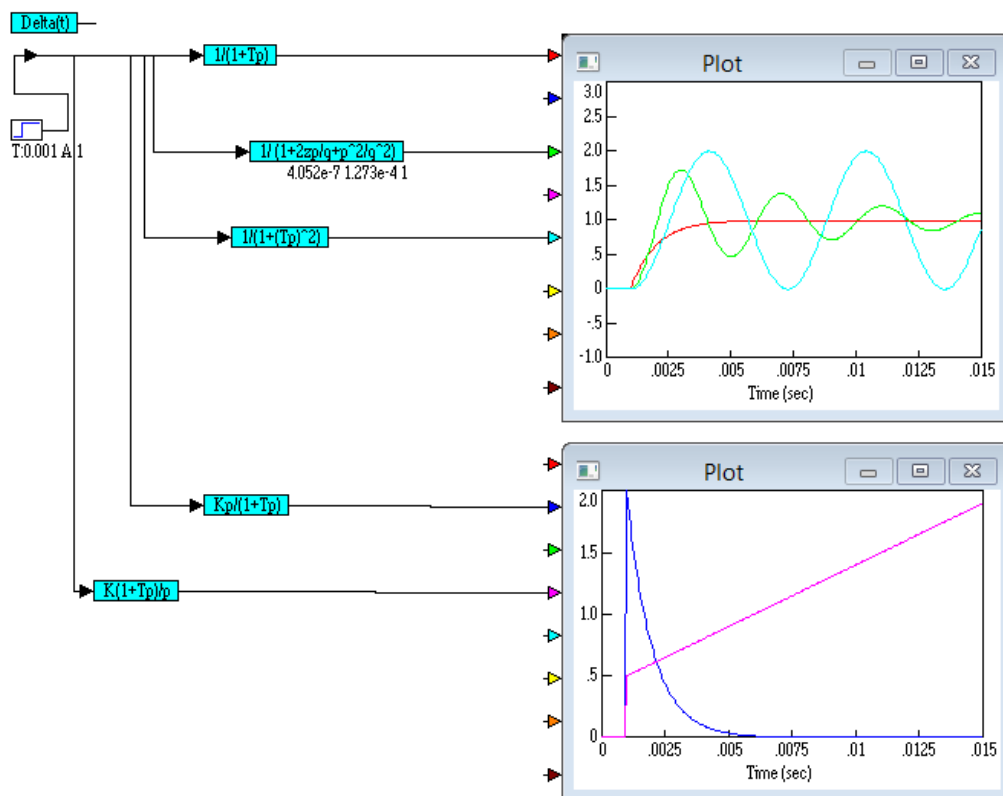 Delta(t)
1/(1+Tp)
T:0.001 A 1
1/ (1+2zp/q+p^2/q^2)
4.052e-7 1.273e-4 1
1/(1+(Tp)^2)
Plot
3.0
2.5
2.0
1.5
1.0
.5
0
-.5
-1.0
0 .0025 .005 .0075 .01 .0125 .015
Time (sec)
Kp/(1+Tp)
K(1+Tp)/p
Plot
2.0
1.5
1.0
.5
0
0 .0025 .005 .0075 .01 .0125 .015
Time (sec)